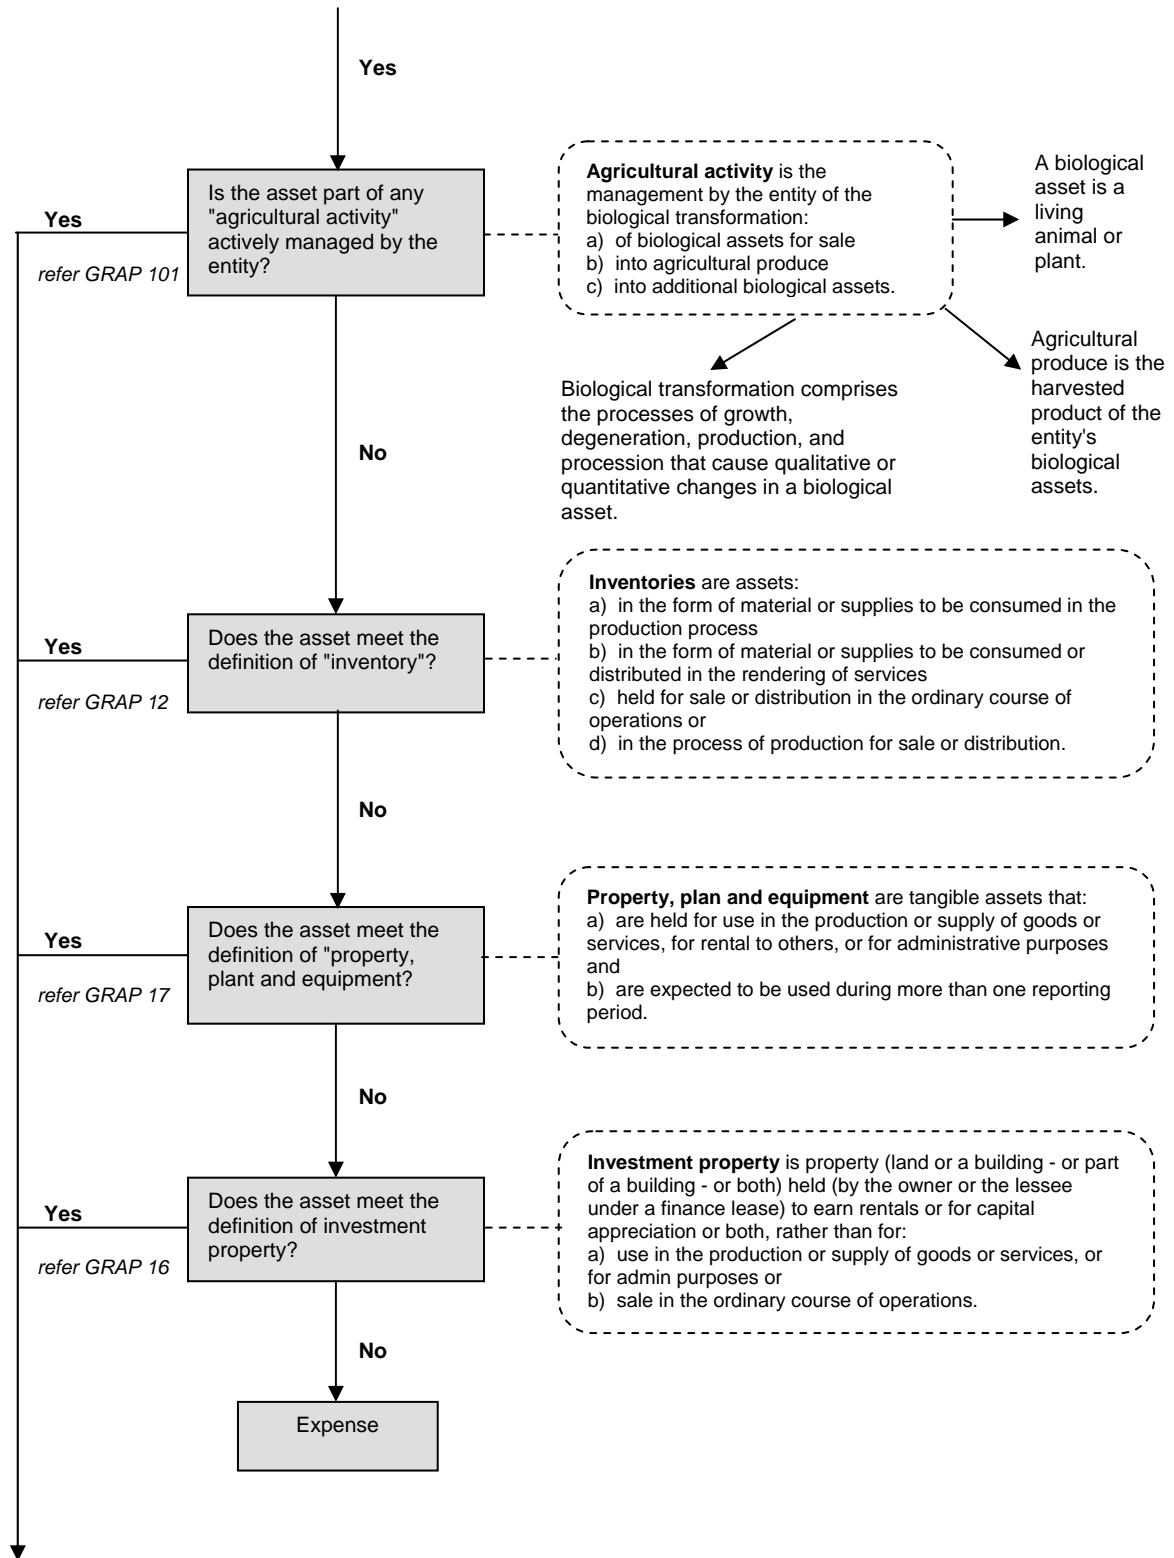 Yes
Is the asset part of any
"agricultural activity"
actively managed by the
entity?
Yes
refer GRAP 101
Agricultural activity is the
management by the entity of the
biological transformation:
a) of biological assets for sale
b) into agricultural produce
c) into additional biological assets.
A biological
asset is a
living
animal or
plant.
Agricultural
produce is the
harvested
product of the
entity's
biological
assets.
Biological transformation comprises
the processes of growth,
degeneration, production, and
procession that cause qualitative or
quantitative changes in a biological
asset.
No
Does the asset meet the
definition of "inventory"?
Yes
refer GRAP 12
Inventories are assets:
a) in the form of material or supplies to be consumed in the
production process
b) in the form of material or supplies to be consumed or
distributed in the rendering of services
c) held for sale or distribution in the ordinary course of
operations or
d) in the process of production for sale or distribution.
No
Does the asset meet the
definition of "property,
plant and equipment?
Yes
refer GRAP 17
Property, plan and equipment are tangible assets that:
a) are held for use in the production or supply of goods or
services, for rental to others, or for administrative purposes
and
b) are expected to be used during more than one reporting
period.
No
Does the asset meet the
definition of investment
property?
Yes
refer GRAP 16
Investment property is property (land or a building - or part
of a building - or both) held (by the owner or the lessee
under a finance lease) to earn rentals or for capital
appreciation or both, rather than for:
a) use in the production or supply of goods or services, or
for admin purposes or
b) sale in the ordinary course of operations.
No
Expense